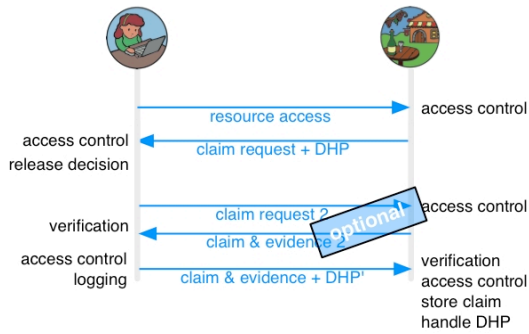 resource access
access control
access control
release decision
claim request + DHP
claim request 2
access control
optional
verification
claim & evidence 2
access control
logging
claim & evidence + DHP'
verification
access control
store claim
handle DHP